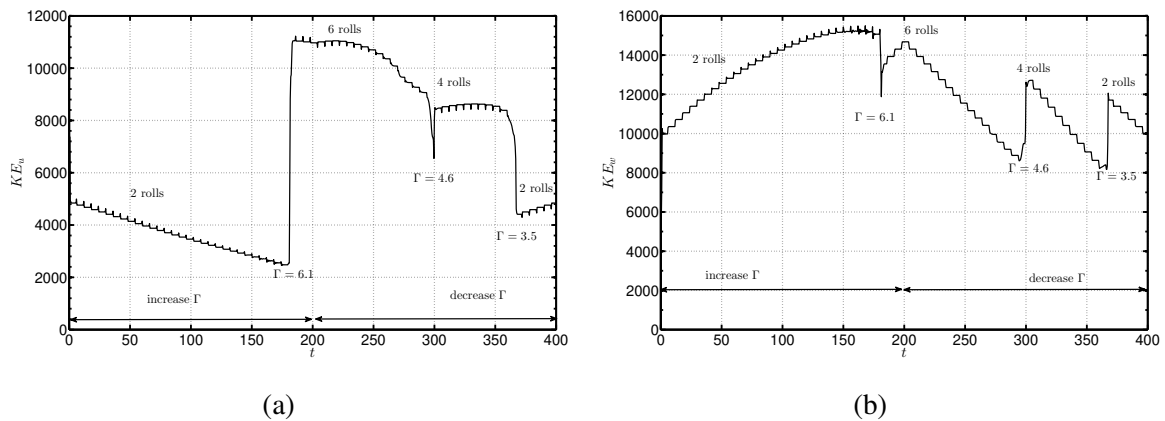 12000
10000
8000
6000
4000
2000
0
KE_u
6 rolls
4 rolls
2 rolls
2 rolls
Γ = 4.6
Γ = 3.5
Γ = 6.1
increase Γ
decrease Γ
0 50 100 150 200 250 300 350 400
t
(a)
16000
14000
12000
10000
8000
6000
4000
2000
0
KE_w
6 rolls
2 rolls
4 rolls
2 rolls
Γ = 6.1
Γ = 4.6
Γ = 3.5
increase Γ
decrease Γ
0 50 100 150 200 250 300 350 400
t
(b)